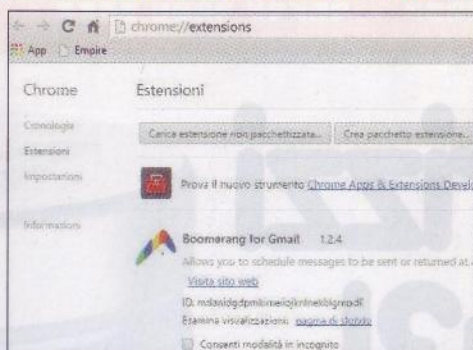 chrome://extensions
App Empire
Chrome
Estensioni
Cronologia
Estensioni
Impostazioni
Informazioni
Carica estensione non pacchettizzata... Crea pacchetto estensione...
Prova il nuovo strumento Chrome Apps & Extensions Devel
Boomerang for Gmail 1.2.4
Allows you to schedule messages to be sent or returned at a
Visita sito web
ID:
Esamina visualizzazioni: pagina di sfondo
Consenti modalità in incognito